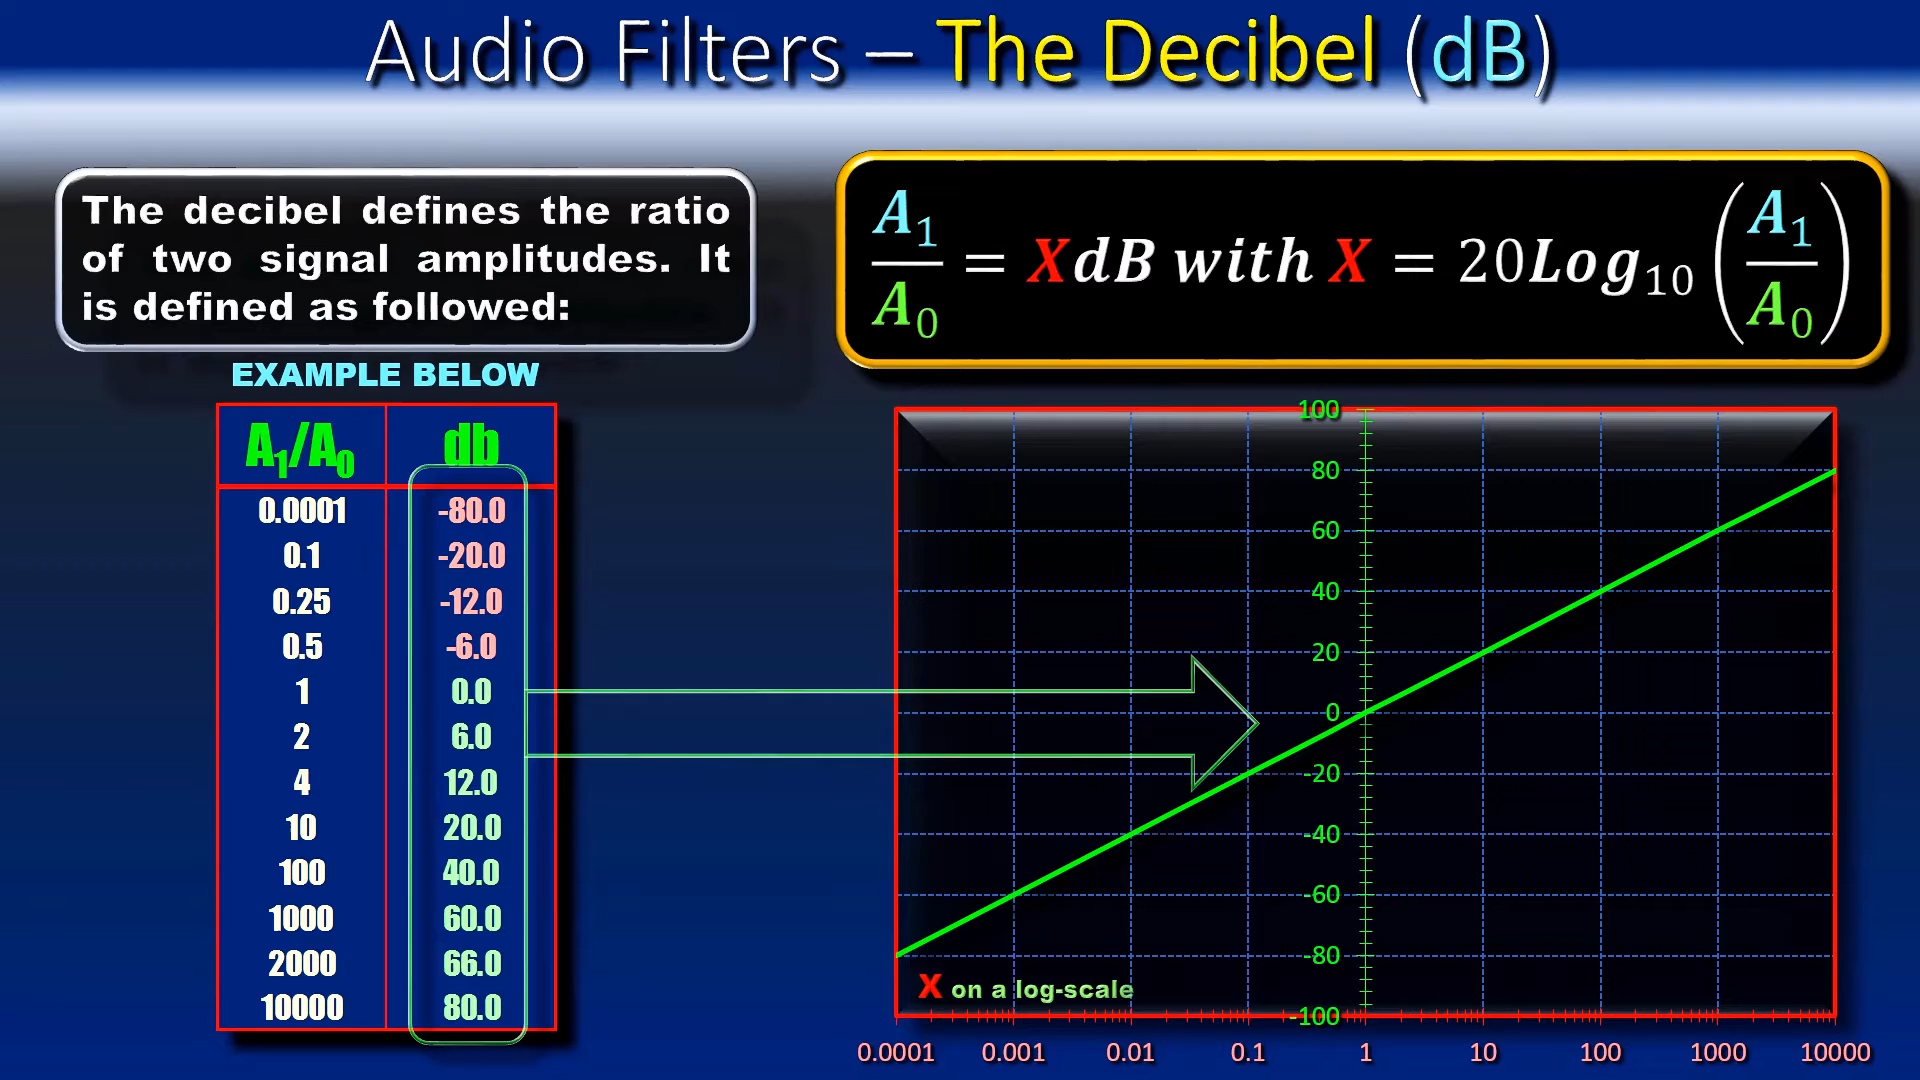 Audio Filters – The Decibel (dB)
The decibel defines the ratio
of two signal amplitudes. It
is defined as followed:
A₁/A₀ = XdB with X = 20Log₁₀(A₁/A₀)
EXAMPLE BELOW
A₁/A₀ db
0.0001 -80.0
0.1 -20.0
0.25 -12.0
0.5 -6.0
1 0.0
2 6.0
4 12.0
10 20.0
100 40.0
1000 60.0
2000 66.0
10000 80.0
100
80
60
40
20
0
-20
-40
-60
-80
-100
X on a log-scale
0.0001 0.001 0.01 0.1 1 10 100 1000 10000